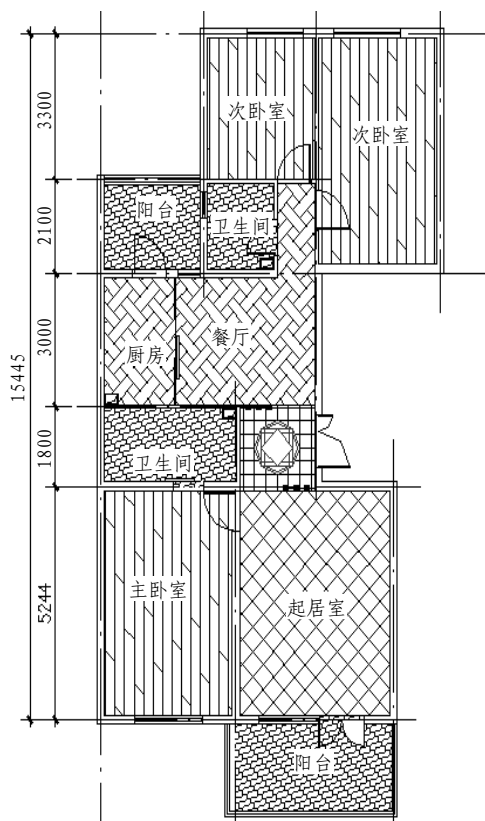 3300
次卧室
次卧室
2100
阳台
卫生间
3000
15445
厨房
餐厅
1800
卫生间
5244
主卧室
起居室
阳台